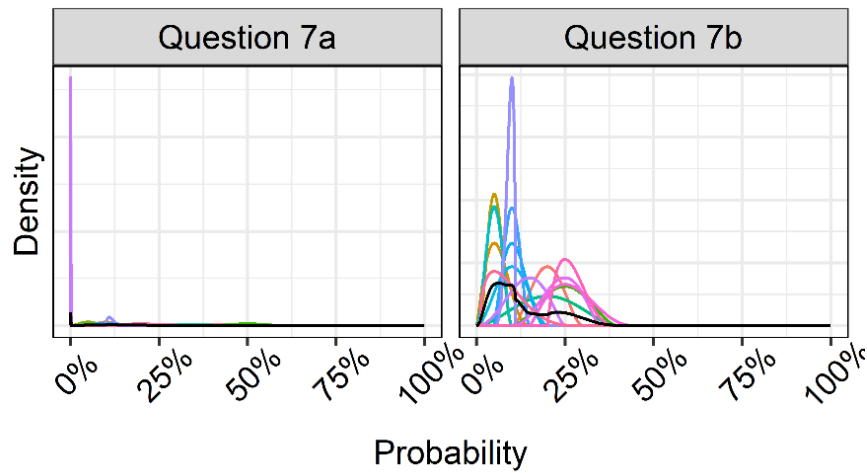 Question 7a
Question 7b
Density
0% 25% 50% 75% 100%
0% 25% 50% 75% 100%
Probability